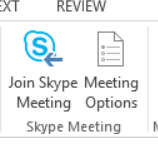 EXT REVIEW
Join Skype Meeting
Meeting Options
Skype Meeting